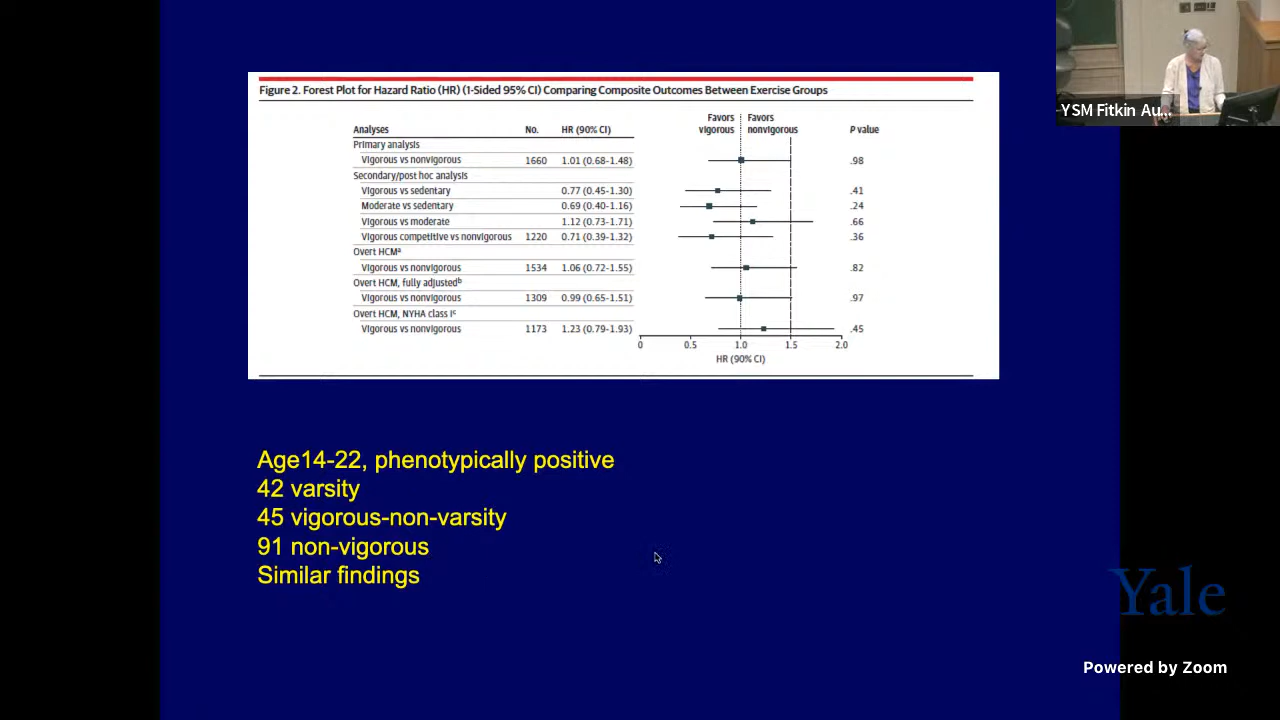 Figure 2. Forest Plot for Hazard Ratio (HR) (1-Sided 95% CI) Comparing Composite Outcomes Between Exercise Groups
Favors vigorous Favors nonvigorous
Analyses No. HR (90% CI) P value
Primary analysis
Vigorous vs nonvigorous 1660 1.01 (0.68-1.48) .98
Secondary/post hoc analysis
Vigorous vs sedentary 0.77 (0.45-1.30) .41
Moderate vs sedentary 0.69 (0.40-1.16) .24
Vigorous vs moderate 1.12 (0.73-1.71) .66
Vigorous competitive vs nonvigorous 1220 0.71 (0.39-1.32) .36
Overt HCMa
Vigorous vs nonvigorous 1534 1.06 (0.72-1.55) .82
Overt HCM, fully adjustedb
Vigorous vs nonvigorous 1309 0.99 (0.65-1.51) .97
Overt HCM, NYHA class Ic
Vigorous vs nonvigorous 1173 1.23 (0.79-1.93) .45
0 0.5 1.0 1.5 2.0
HR (90% CI)
Age14-22, phenotypically positive
42 varsity
45 vigorous-non-varsity
91 non-vigorous
Similar findings
YSM Fitkin Au...
Yale
Powered by Zoom